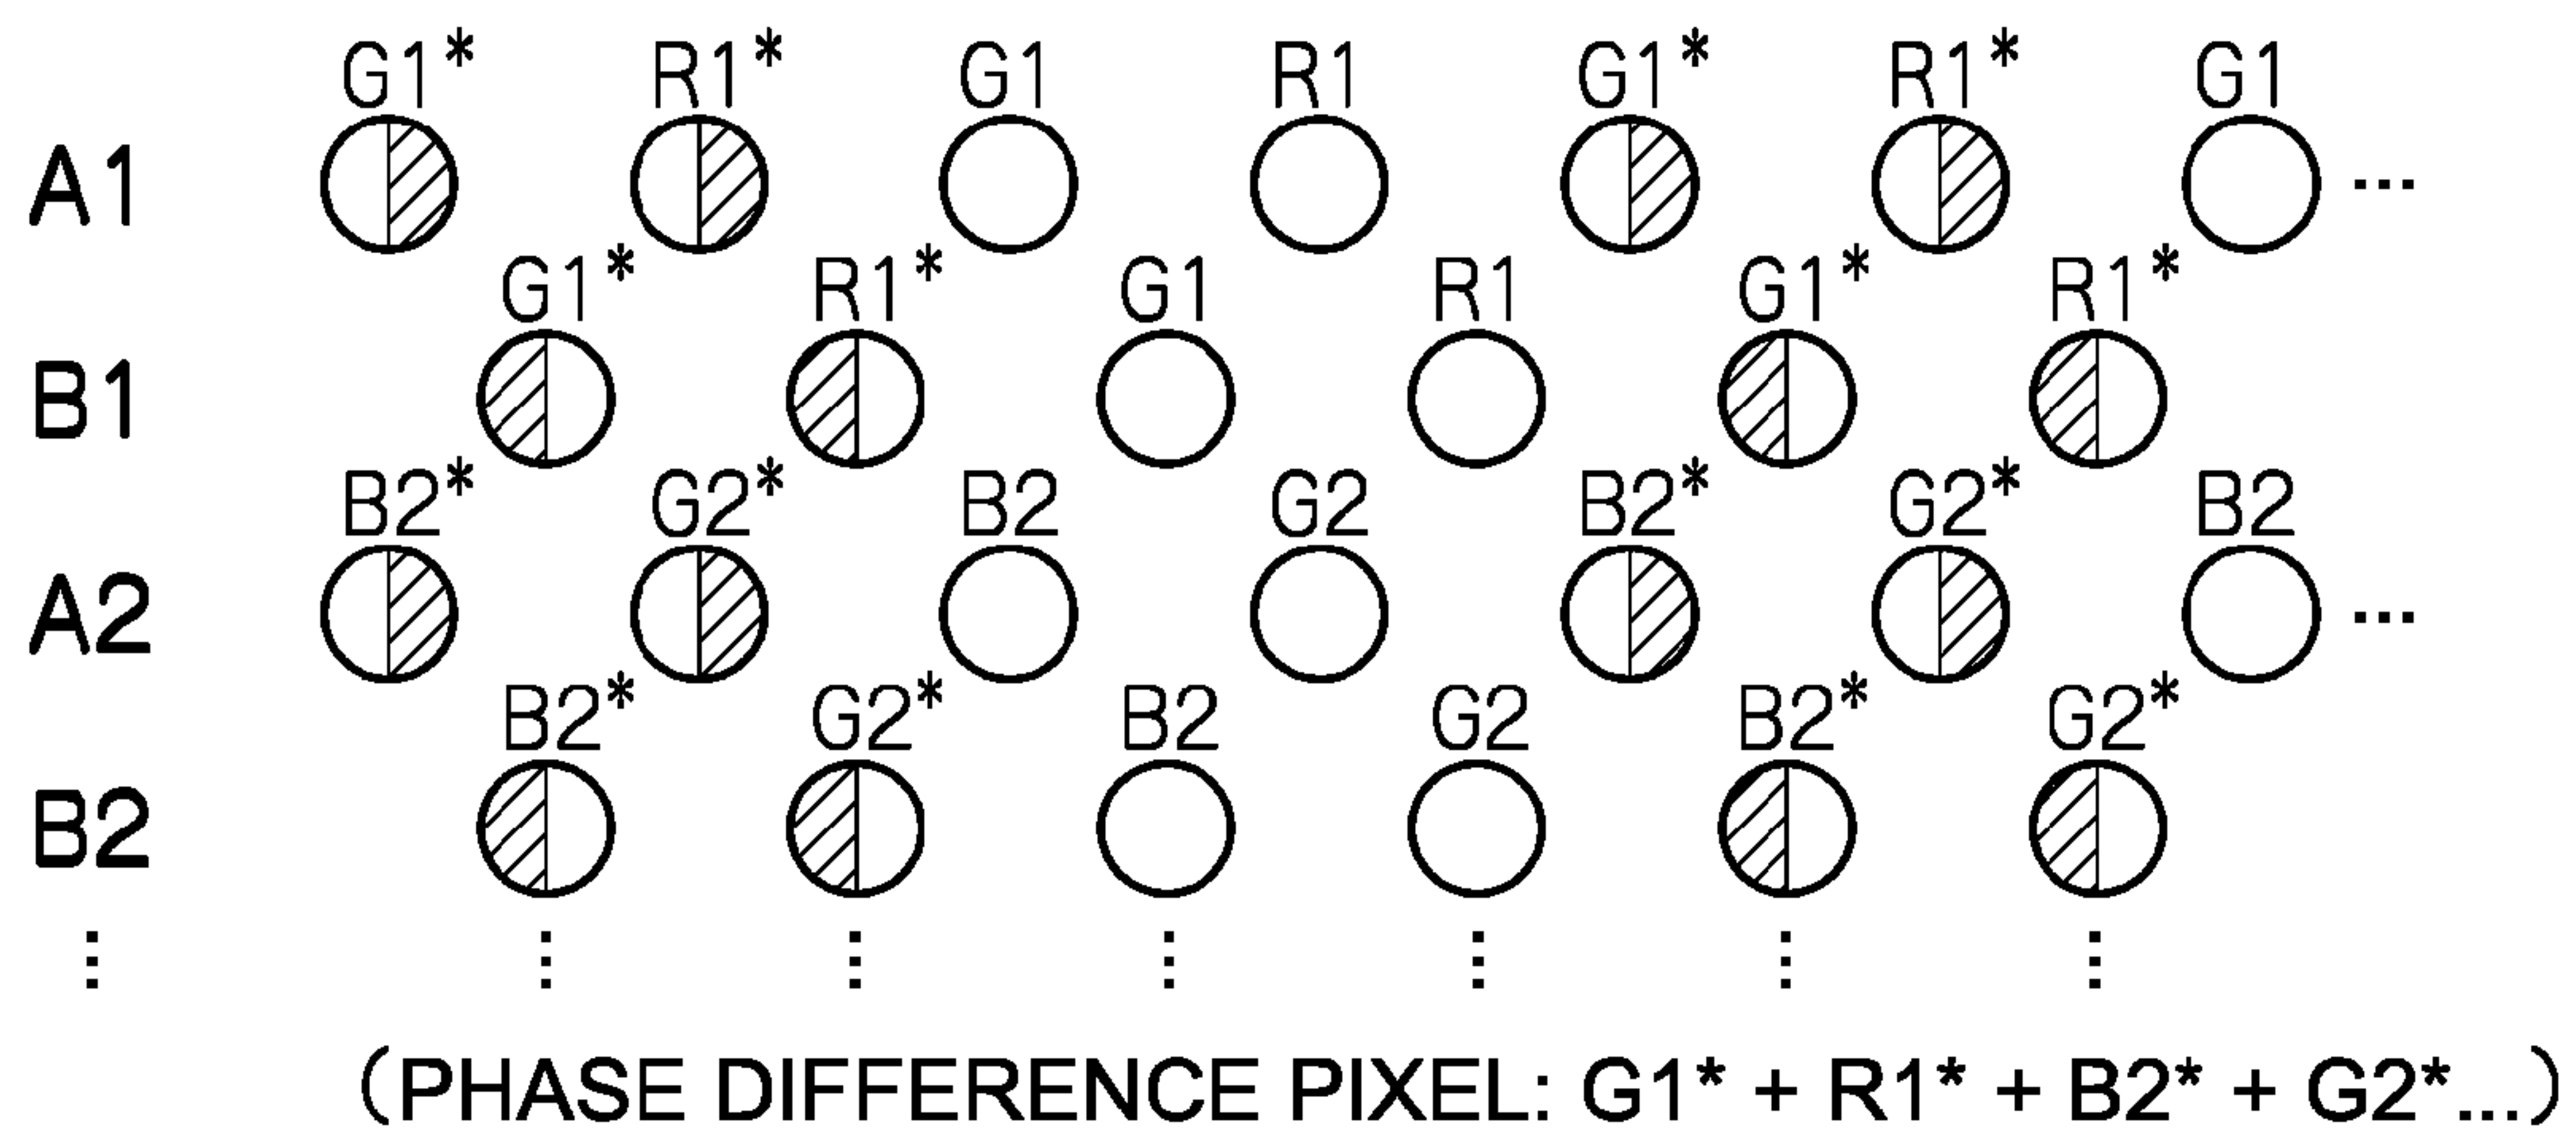 G1* R1* G1 R1 G1* R1* G1
A1 ...
G1* R1* G1 R1 G1* R1*
B1
B2* G2* B2 G2 B2* G2* B2
A2 ...
B2* G2* B2 G2 B2* G2*
B2
(PHASE DIFFERENCE PIXEL: G1* + R1* + B2* + G2*...)